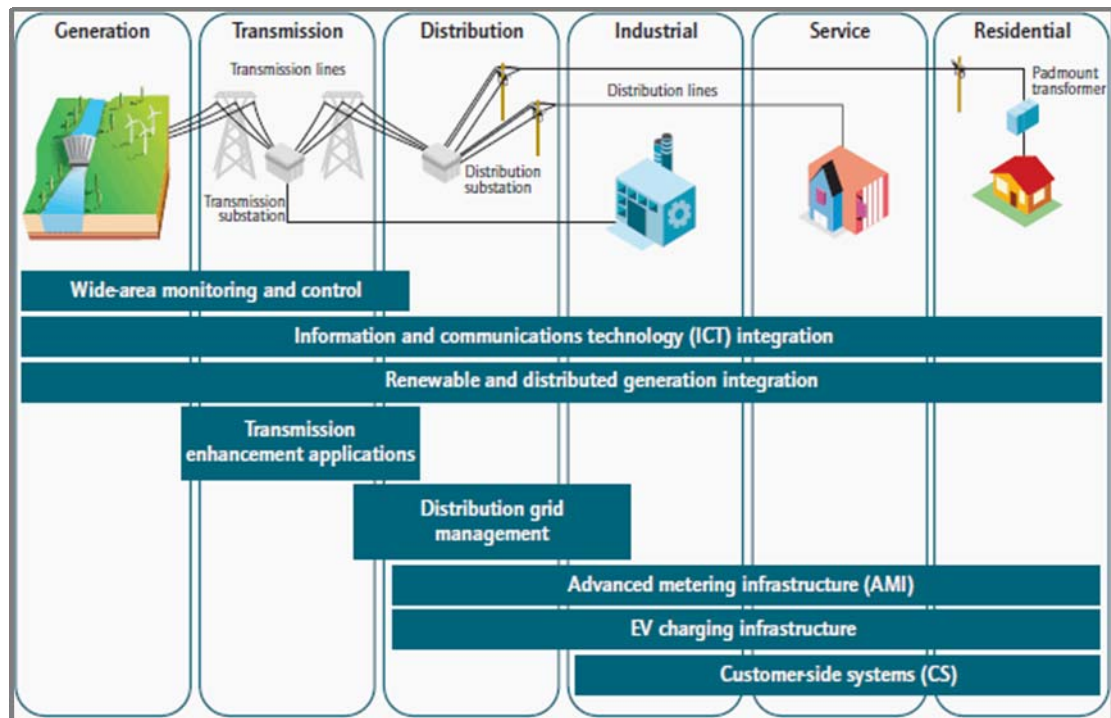 Generation
Transmission
Distribution
Industrial
Service
Residential
Transmission lines
Padmount
transformer
Distribution lines
Distribution
substation
Transmission
substation
Wide-area monitoring and control
Information and communications technology (ICT) integration
Renewable and distributed generation integration
Transmission
enhancement applications
Distribution grid
management
Advanced metering infrastructure (AMI)
EV charging infrastructure
Customer-side systems (CS)